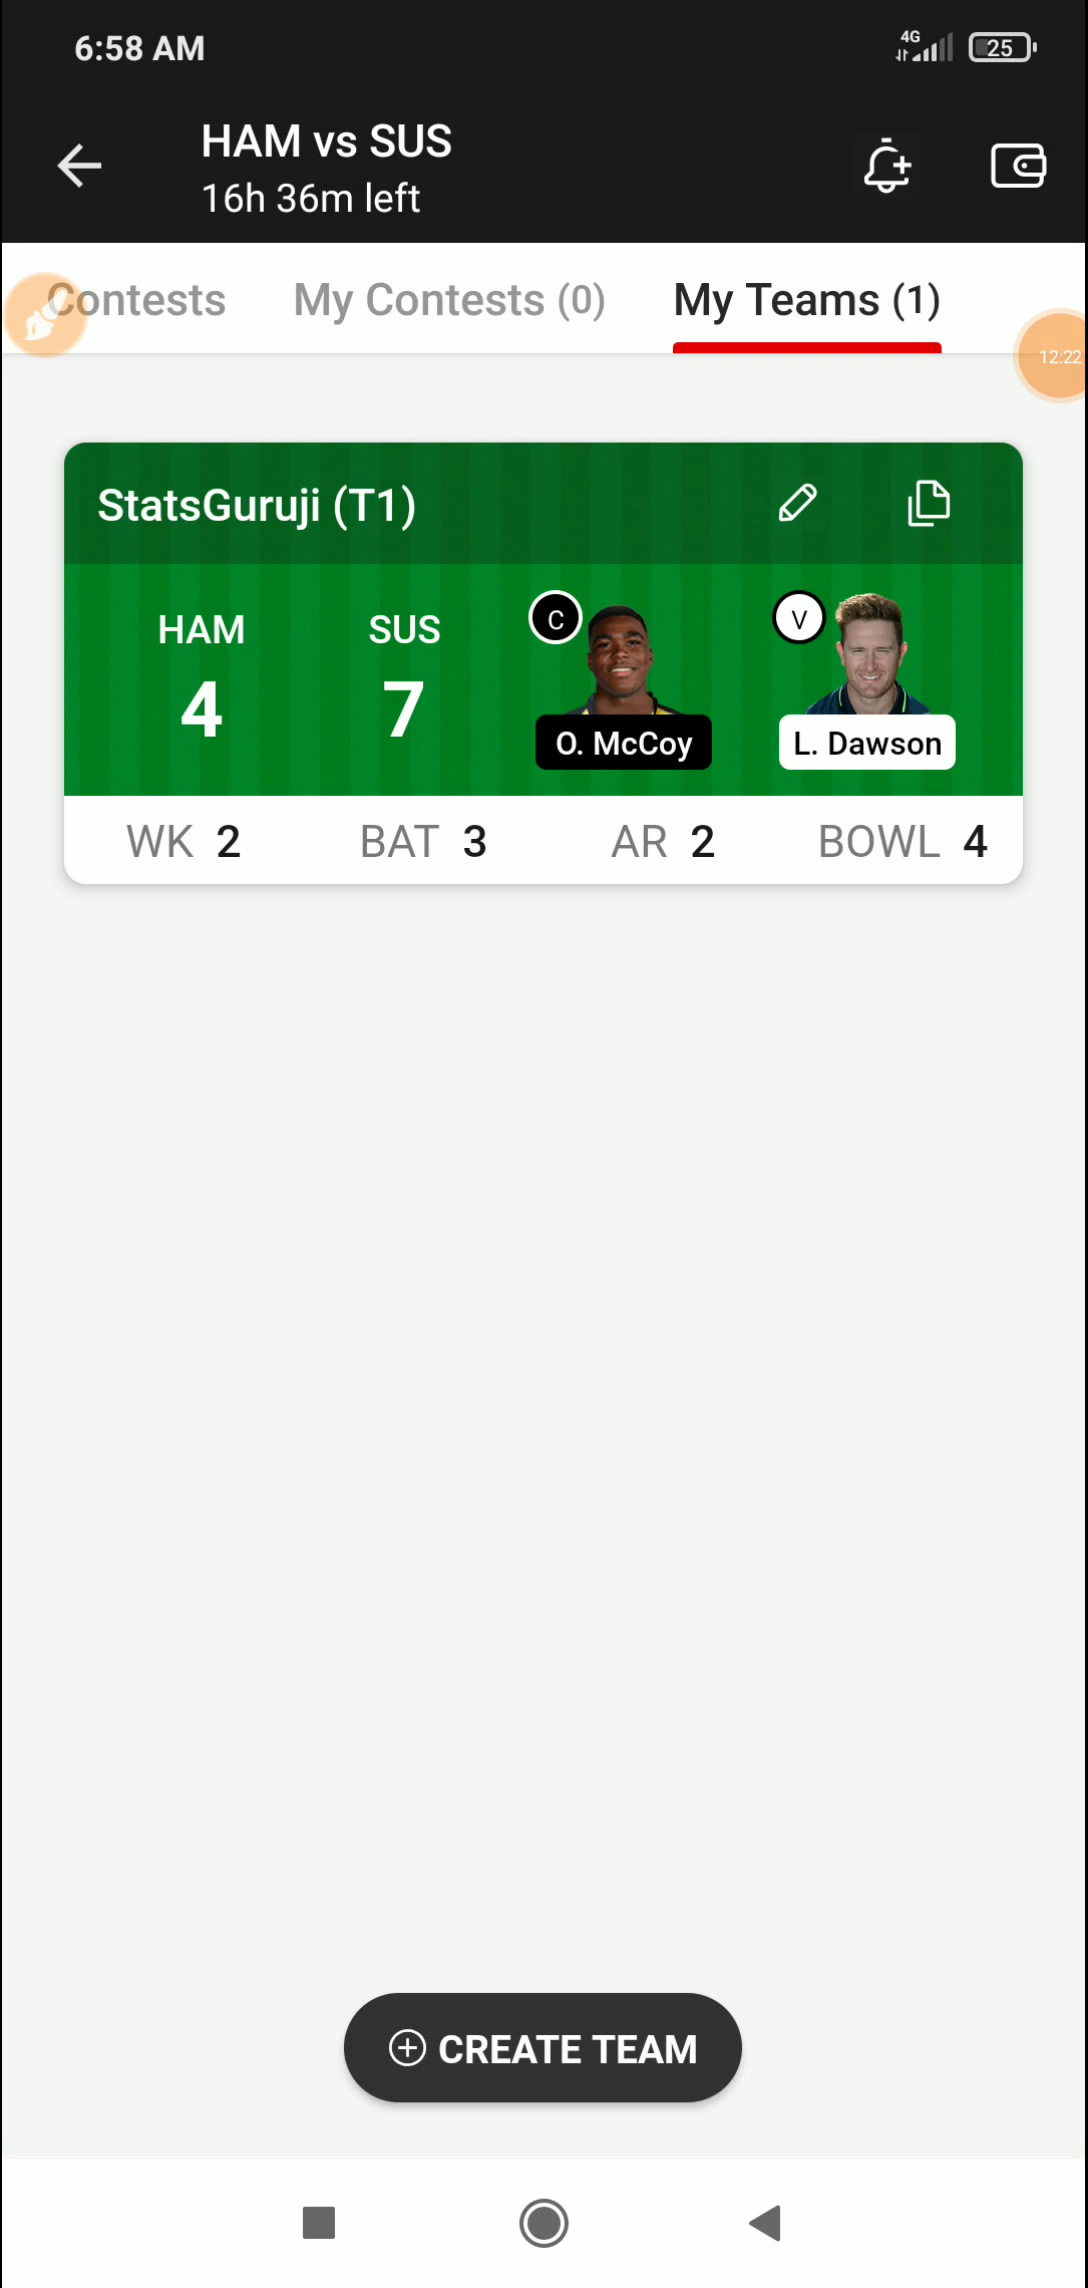 6:58 AM
4G
25
HAM vs SUS
16h 36m left
Contests
My Contests (0)
My Teams (1)
12:22
StatsGuruji (T1)
HAM
4
SUS
7
C
O. McCoy
V
L. Dawson
WK 2
BAT 3
AR 2
BOWL 4
CREATE TEAM